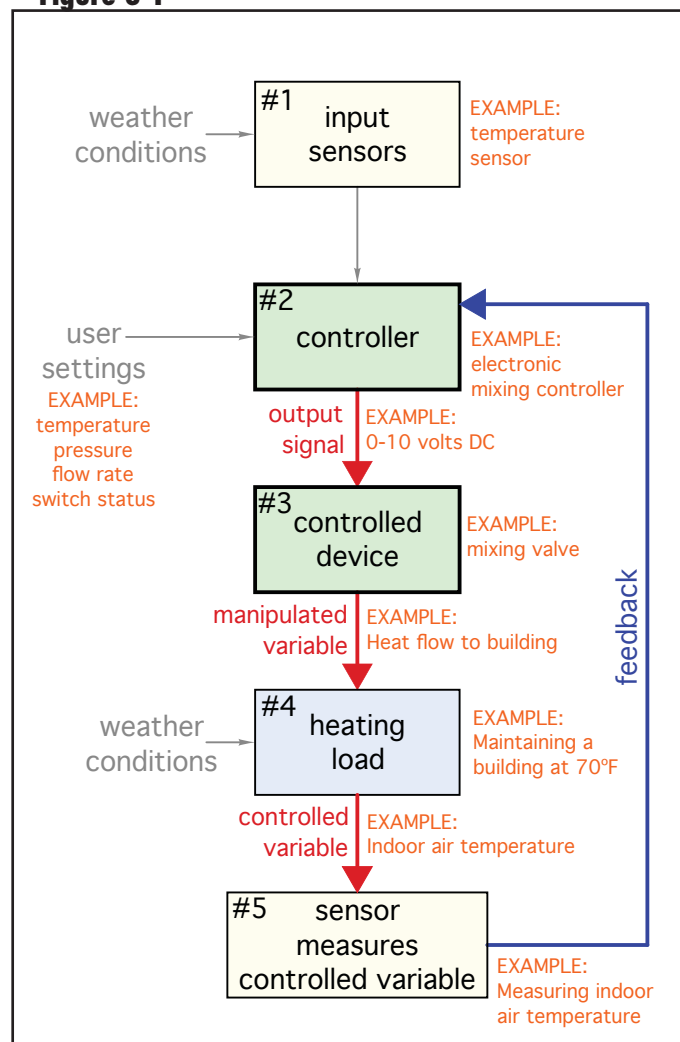 #1
input
sensors
weather
conditions
EXAMPLE:
temperature
sensor
#2
controller
user
settings
EXAMPLE:
temperature
pressure
flow rate
switch status
EXAMPLE:
electronic
mixing controller
output
signal
EXAMPLE:
0-10 volts DC
#3
controlled
device
EXAMPLE:
mixing valve
manipulated
variable
EXAMPLE:
Heat flow to building
feedback
#4
heating
load
weather
conditions
EXAMPLE:
Maintaining a
building at 70ºF
controlled
variable
EXAMPLE:
Indoor air temperature
#5
sensor
measures
controlled variable
EXAMPLE:
Measuring indoor
air temperature